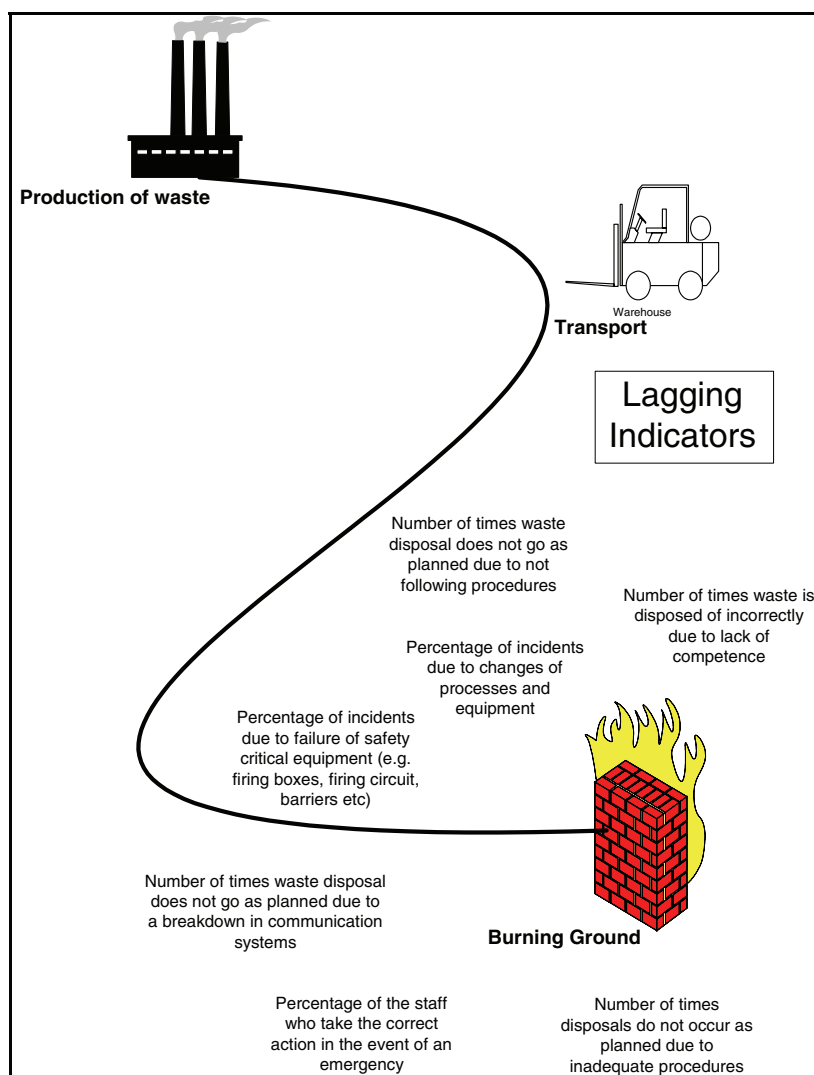 Production of waste
Warehouse
Transport
Lagging
Indicators
Number of times waste
disposal does not go as
planned due to not
following procedures
Number of times waste is
disposed of incorrectly
due to lack of
competence
Percentage of incidents
due to changes of
processes and
equipment
Percentage of incidents
due to failure of safety
critical equipment (e.g.
firing boxes, firing circuit,
barriers etc)
Number of times waste disposal
does not go as planned due to
a breakdown in communication
systems
Burning Ground
Percentage of the staff
who take the correct
action in the event of an
emergency
Number of times
disposals do not occur as
planned due to
inadequate procedures